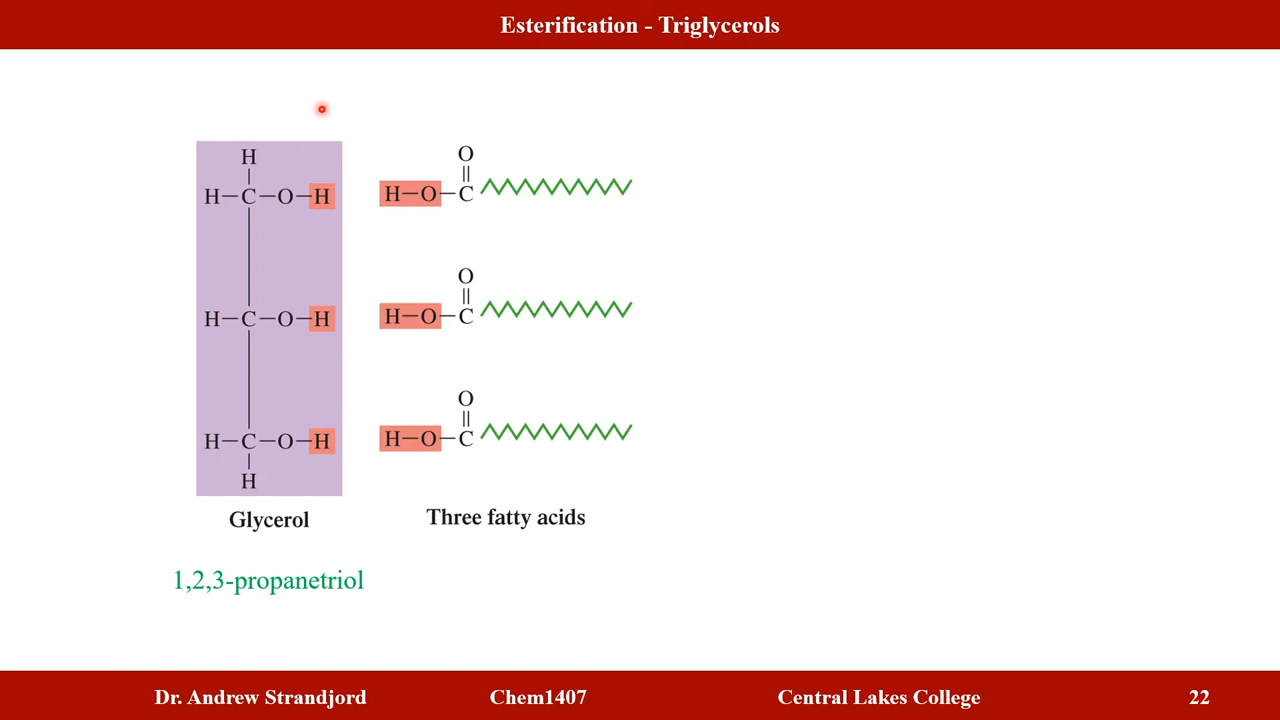 Esterification - Triglycerols
H
H-C-O-H
H-C-O-H
H-C-O-H
H
O
H-O-C
O
H-O-C
O
H-O-C
Glycerol
Three fatty acids
1,2,3-propanetriol
Dr. Andrew Strandjord Chem1407 Central Lakes College 22